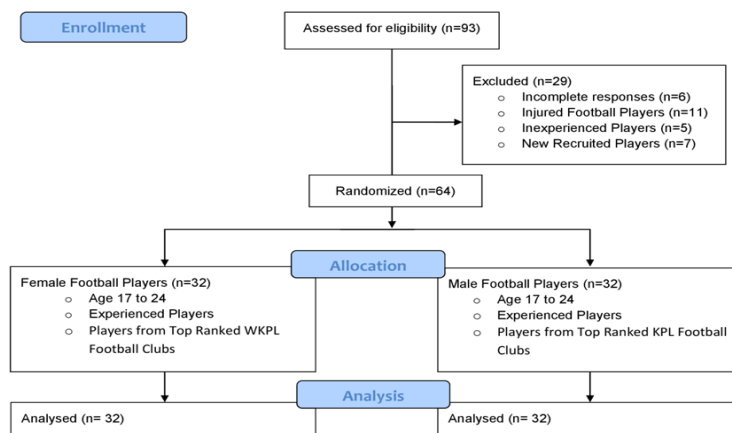 Enrollment
Assessed for eligibility (n=93)
Excluded (n=29)
o Incomplete responses (n=6)
o Injured Football Players (n=11)
o Inexperienced Players (n=5)
o New Recruited Players (n=7)
Randomized (n=64)
Allocation
Female Football Players (n=32)
o Age 17 to 24
o Experienced Players
o Players from Top Ranked WKPL
Football Clubs
Male Football Players (n=32)
o Age 17 to 24
o Experienced Players
o Players from Top Ranked KPL Football
Clubs
Analysis
Analysed (n= 32)
Analysed (n= 32)